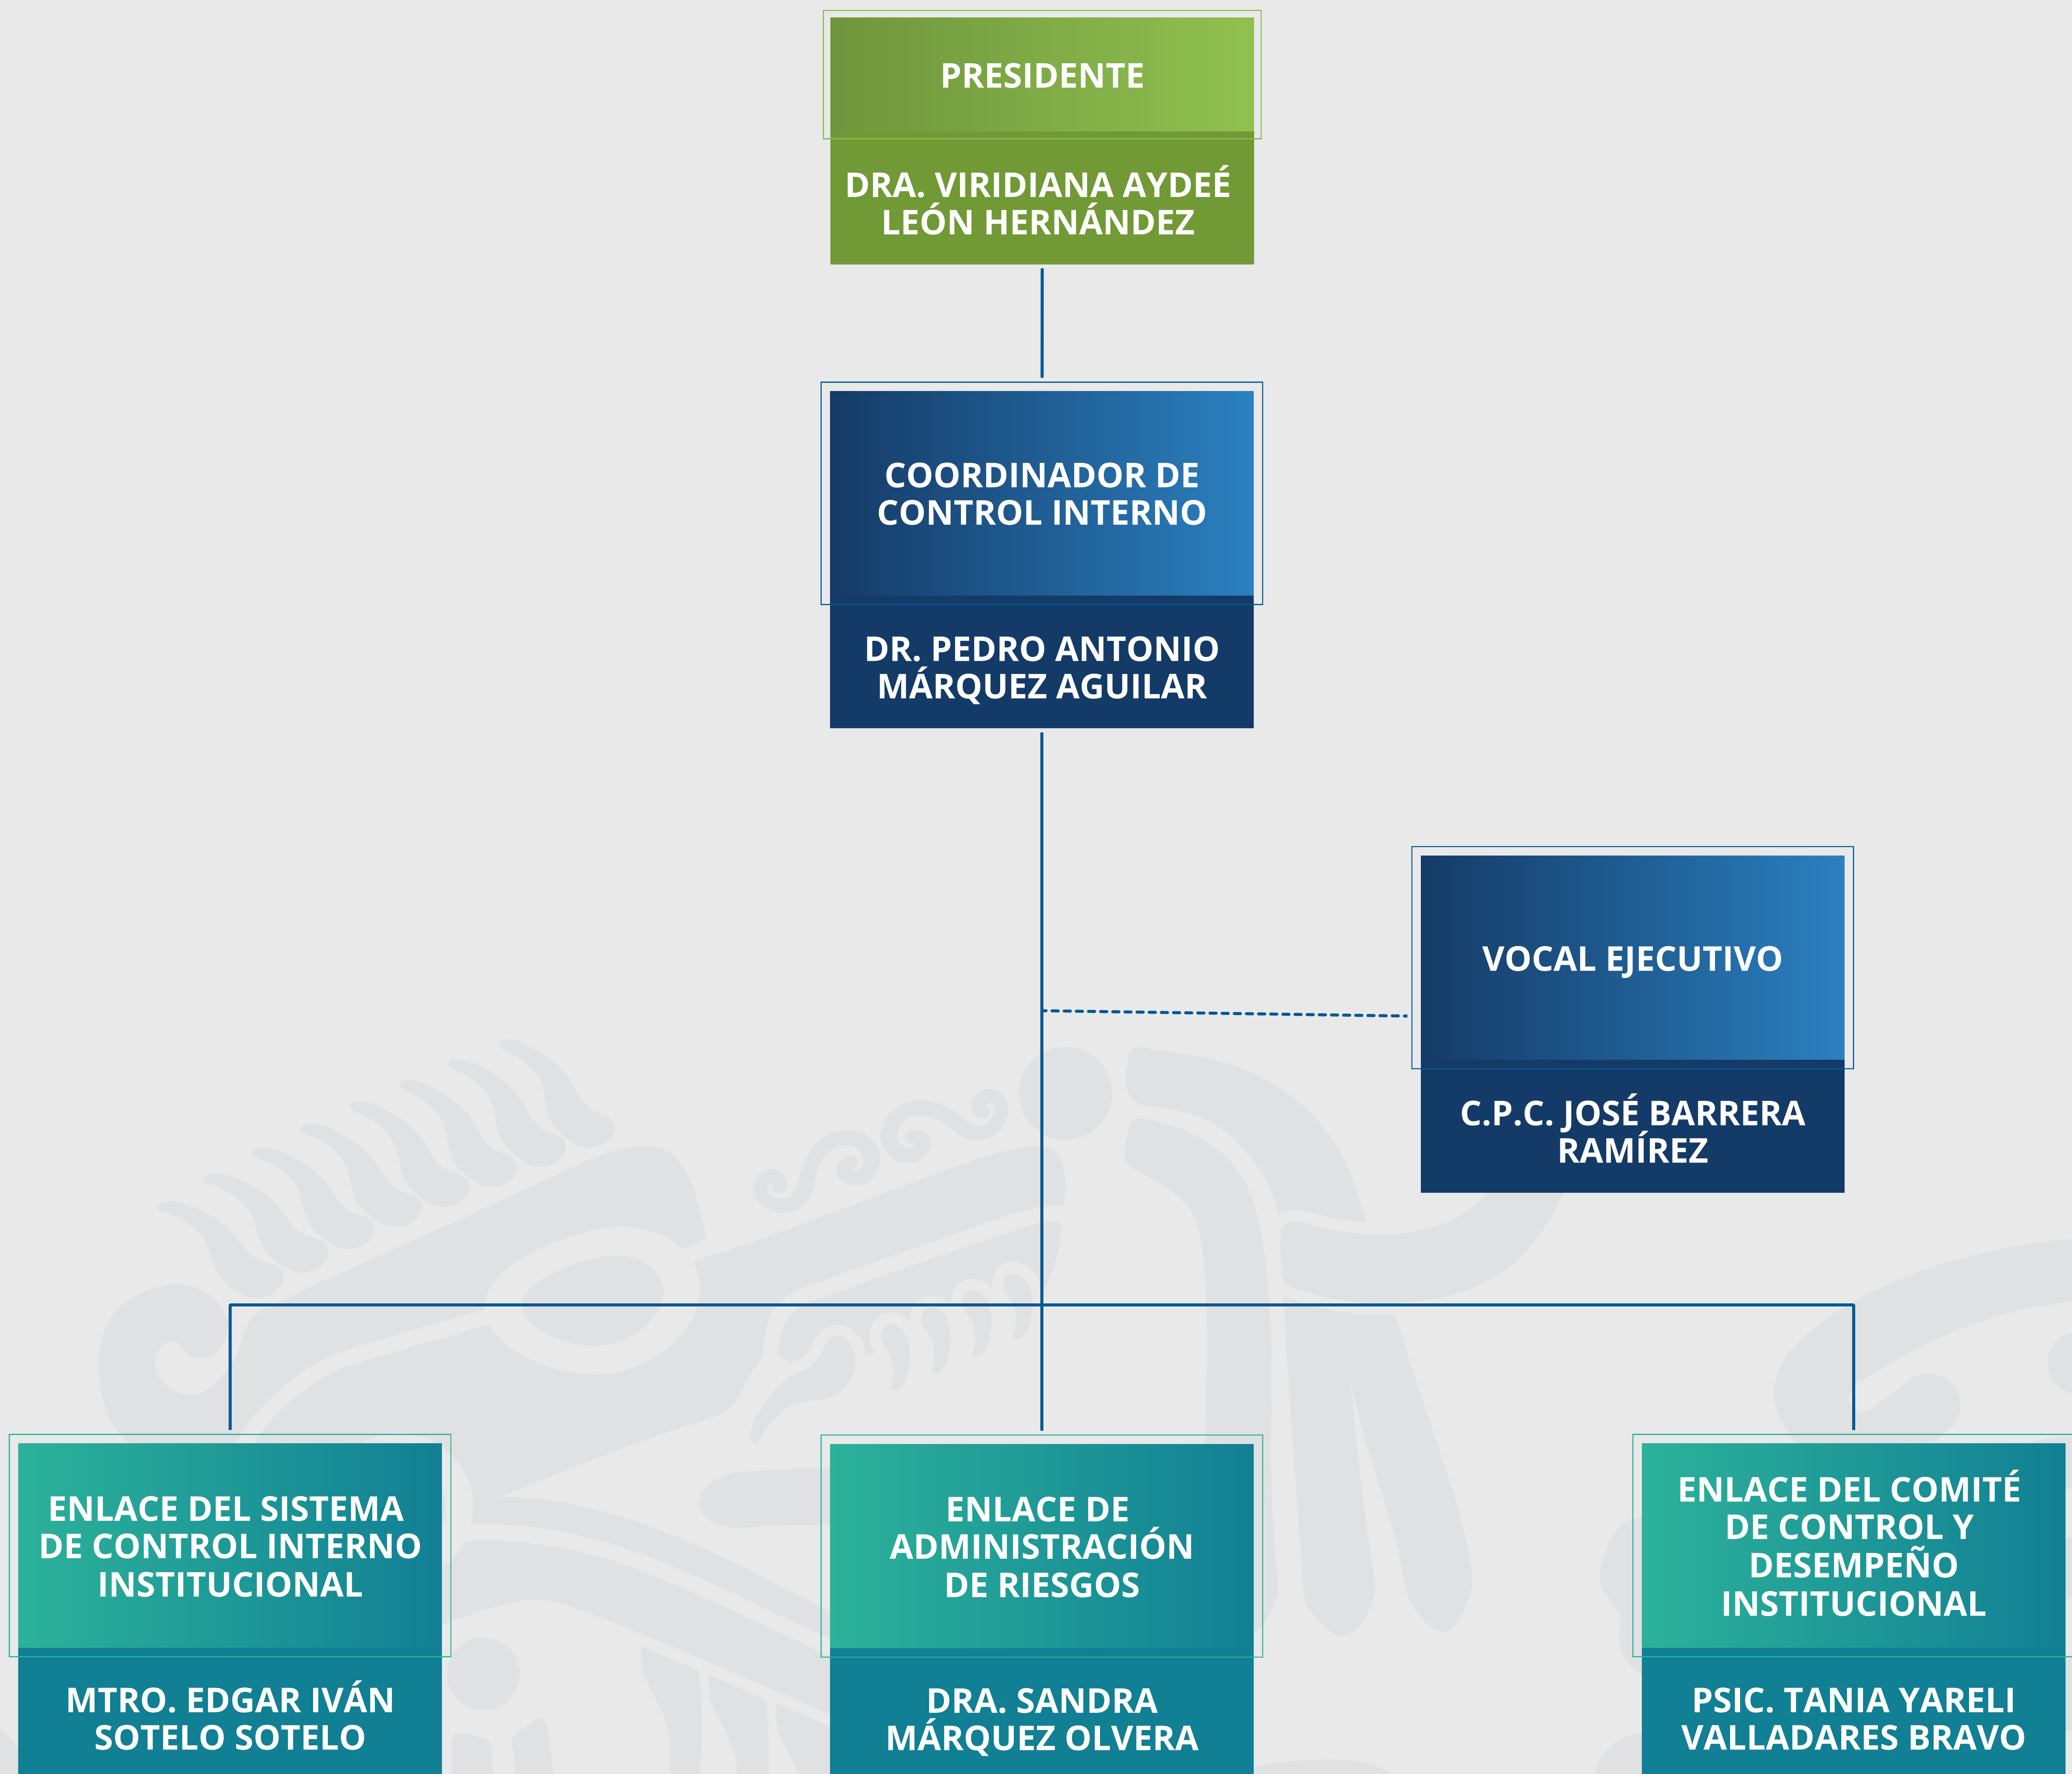 PRESIDENTE
DRA. VIRIDIANA AYDEÉ
LEÓN HERNÁNDEZ
COORDINADOR DE
CONTROL INTERNO
DR. PEDRO ANTONIO
MÁRQUEZ AGUILAR
VOCAL EJECUTIVO
C.P.C. JOSÉ BARRERA
RAMÍREZ
ENLACE DEL SISTEMA
DE CONTROL INTERNO
INSTITUCIONAL
MTRO. EDGAR IVÁN
SOTELO SOTELO
ENLACE DE
ADMINISTRACIÓN
DE RIESGOS
DRA. SANDRA
MÁRQUEZ OLVERA
ENLACE DEL COMITÉ
DE CONTROL Y
DESEMPEÑO
INSTITUCIONAL
PSIC. TANIA YARELI
VALLADARES BRAVO